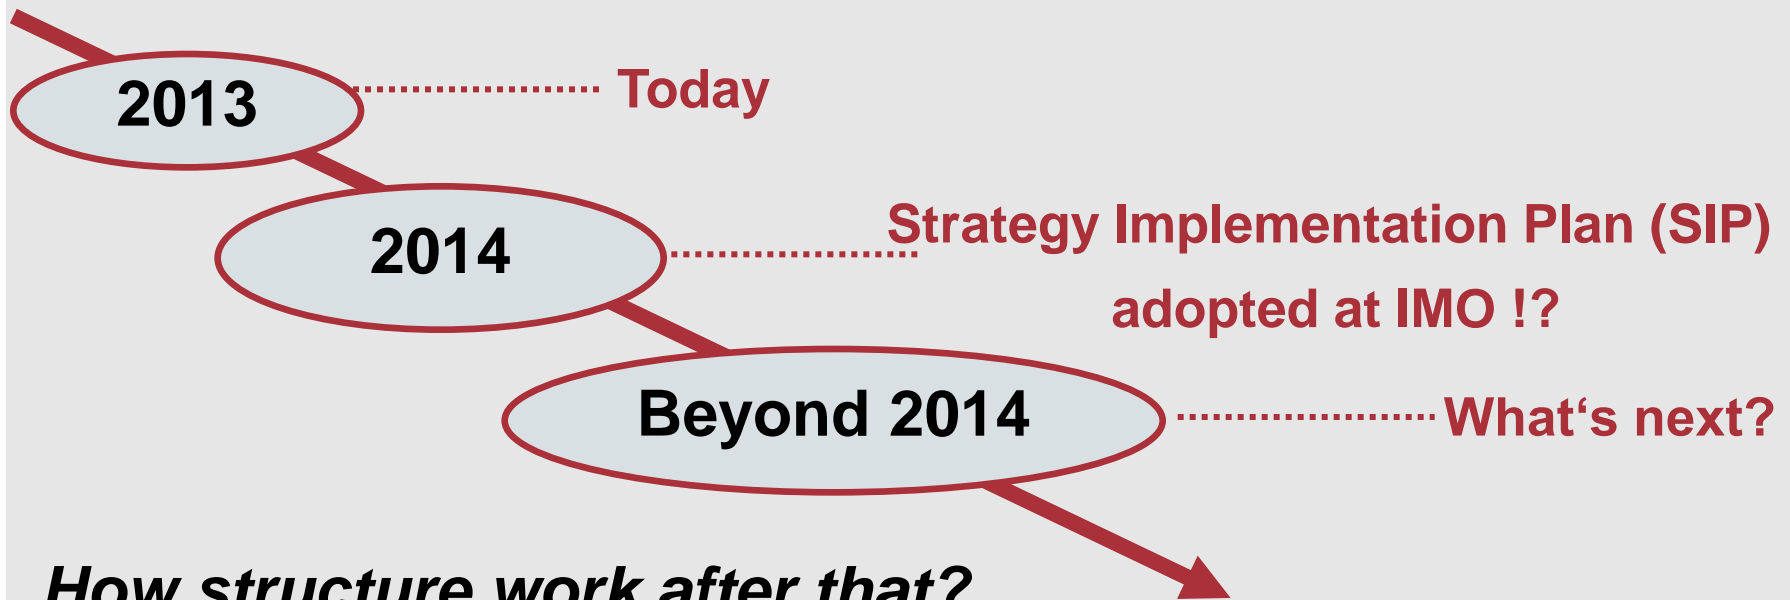 2013
Today
2014
Strategy Implementation Plan (SIP)
adopted at IMO !?
Beyond 2014
What‘s next?
How structure work after that?